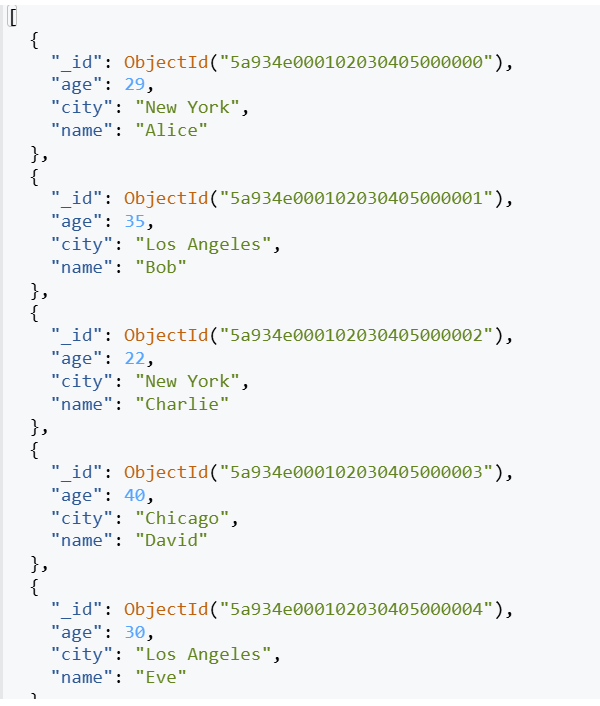 [
  {
    "_id": ObjectId("5a934e000102030405000000"),
    "age": 29,
    "city": "New York",
    "name": "Alice"
  },
  {
    "_id": ObjectId("5a934e000102030405000001"),
    "age": 35,
    "city": "Los Angeles",
    "name": "Bob"
  },
  {
    "_id": ObjectId("5a934e000102030405000002"),
    "age": 22,
    "city": "New York",
    "name": "Charlie"
  },
  {
    "_id": ObjectId("5a934e000102030405000003"),
    "age": 40,
    "city": "Chicago",
    "name": "David"
  },
  {
    "_id": ObjectId("5a934e000102030405000004"),
    "age": 30,
    "city": "Los Angeles",
    "name": "Eve"
  }